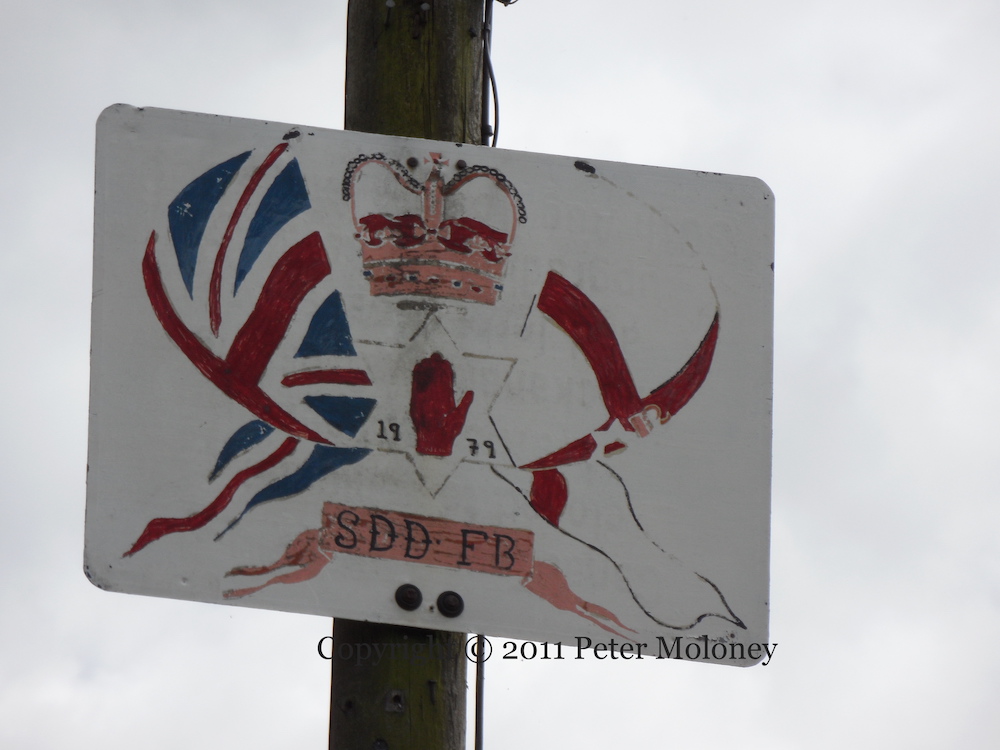 19 79
SDD. FB
Copyright © 2011 Peter Moloney